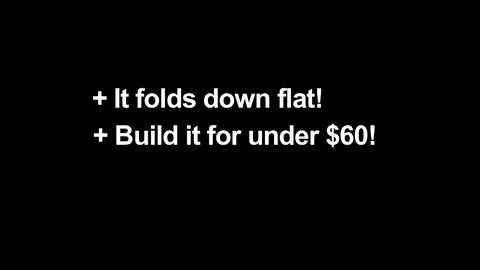 + It folds down flat!
+ Build it for under $60!